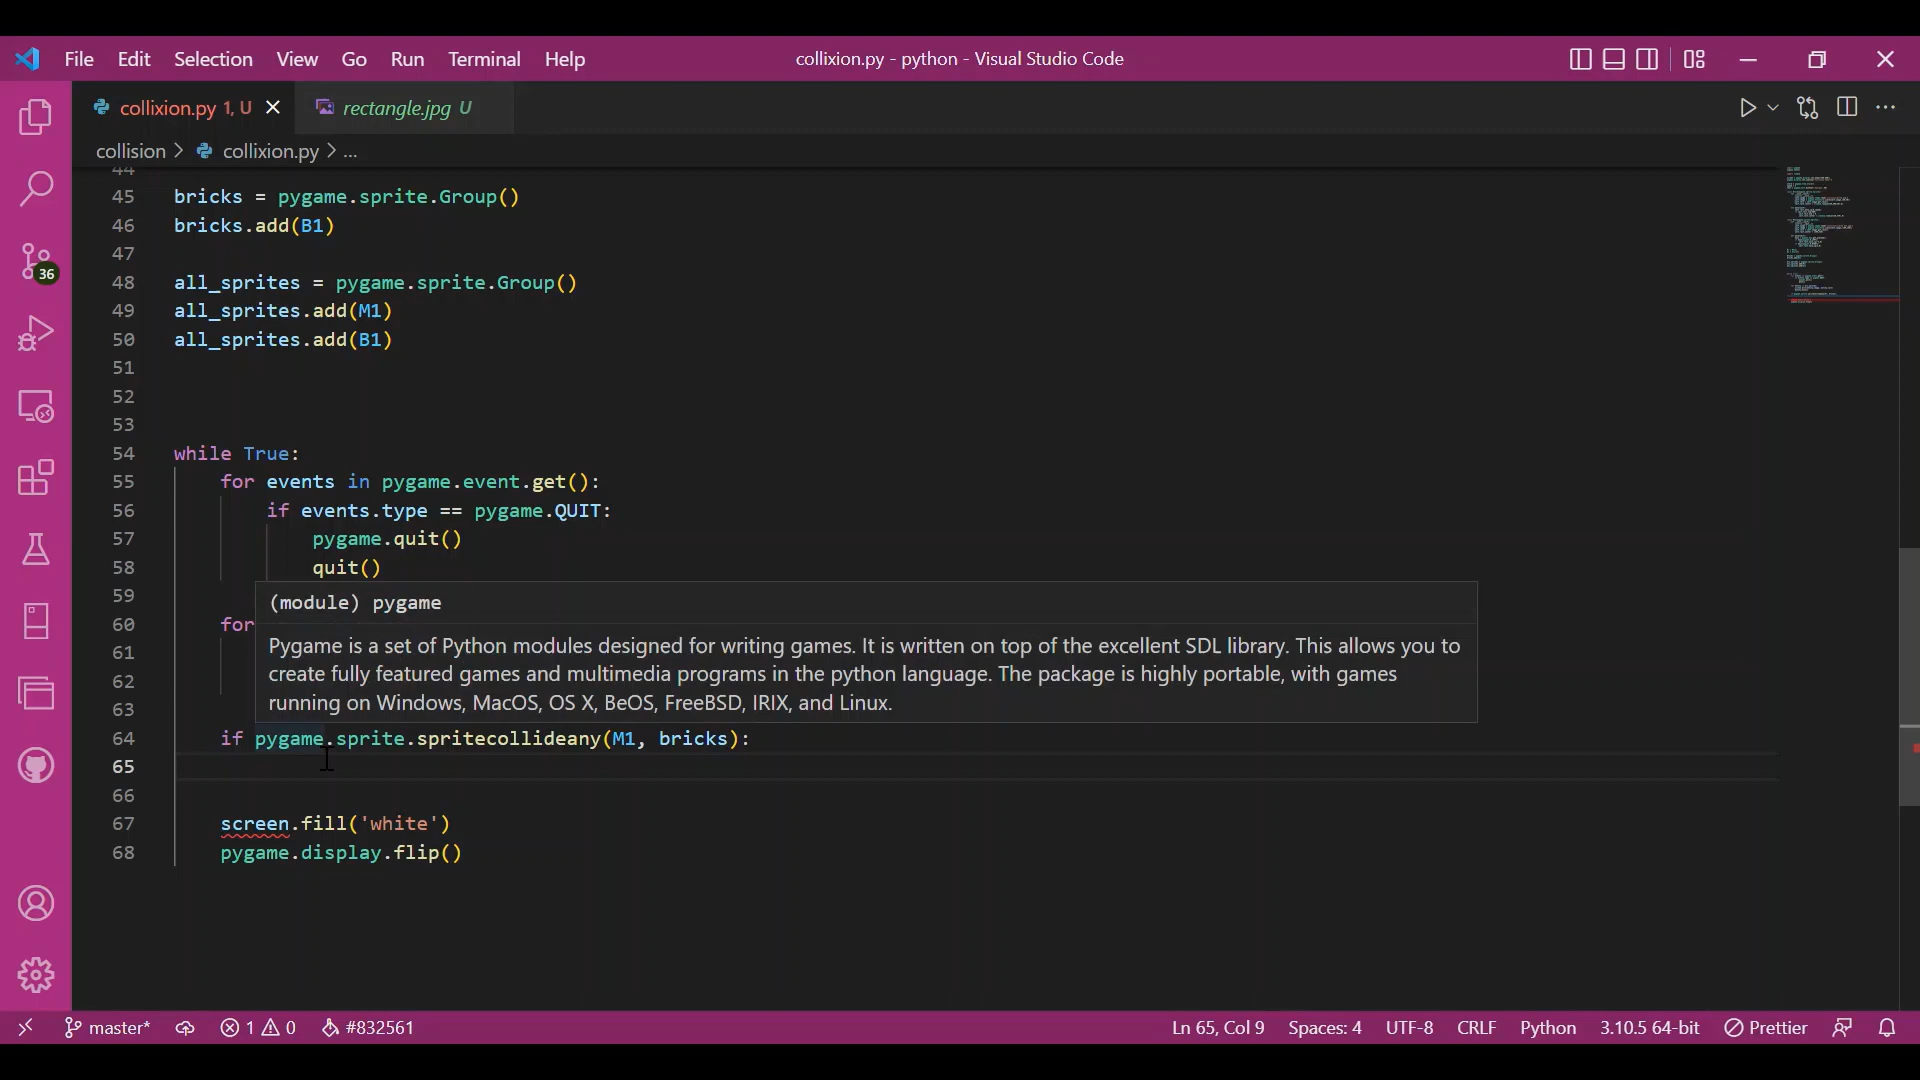 File Edit Selection View Go Run Terminal Help
collixion.py - python - Visual Studio Code
collixion.py 1, U
rectangle.jpg U
collision > collixion.py > ...
44
45 bricks = pygame.sprite.Group()
46 bricks.add(B1)
47
48 all_sprites = pygame.sprite.Group()
49 all_sprites.add(M1)
50 all_sprites.add(B1)
51
52
53
54 while True:
55 for events in pygame.event.get():
56 if events.type == pygame.QUIT:
57 pygame.quit()
58 quit()
59
(module) pygame
60 for
61
Pygame is a set of Python modules designed for writing games. It is written on top of the excellent SDL library. This allows you to
create fully featured games and multimedia programs in the python language. The package is highly portable, with games
62
running on Windows, MacOS, OS X, BeOS, FreeBSD, IRIX, and Linux.
63
64 if pygame.sprite.spritecollideany(M1, bricks):
65
66
67 screen.fill('white')
68 pygame.display.flip()
36
master* 1 0 #832561
Ln 65, Col 9 Spaces: 4 UTF-8 CRLF Python 3.10.5 64-bit Prettier